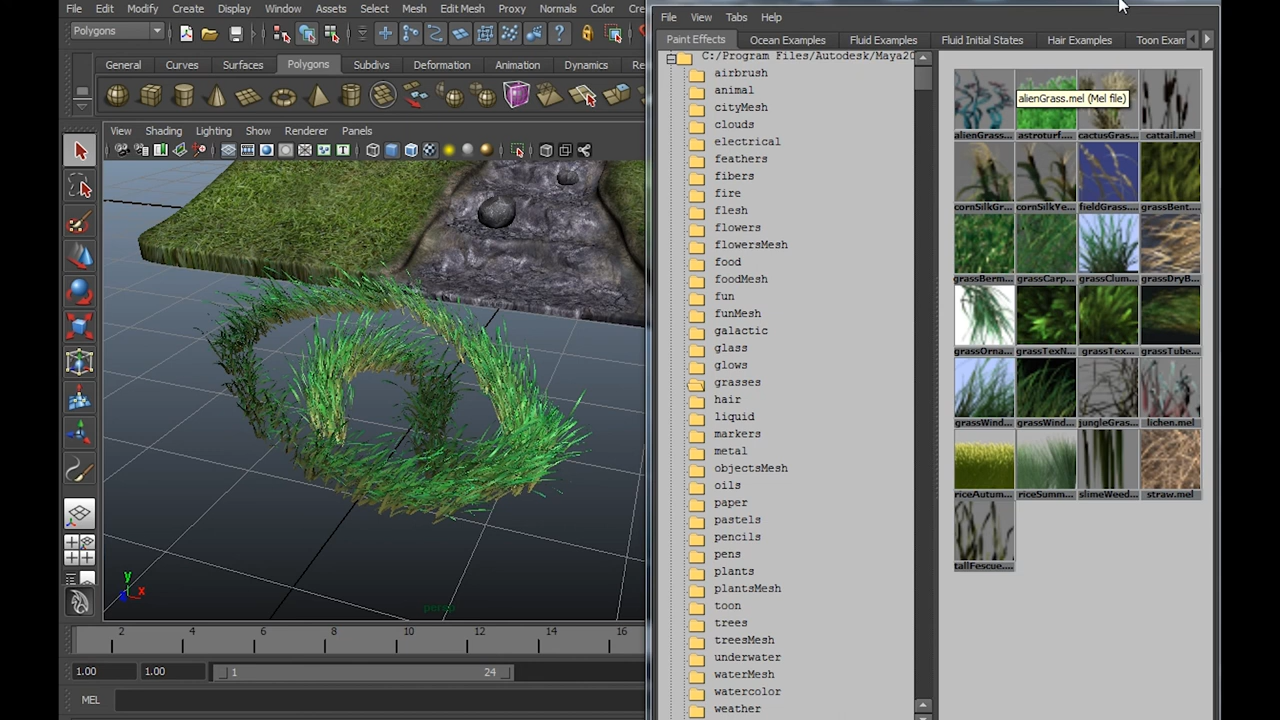 File Edit Modify Create Display Window Assets Select Mesh Edit Mesh Proxy Normals Color
Polygons
General Curves Surfaces Polygons Subdivs Deformation Animation Dynamics Re
View Shading Lighting Show Renderer Panels
persp
y
x
2 4 6 8 10 12 14 16
1.00 1.00 1 24
MEL
File View Tabs Help
Paint Effects Ocean Examples Fluid Examples Fluid Initial States Hair Examples Toon Exam
C:/Program Files/Autodesk/Maya20
airbrush
animal
cityMesh
clouds
electrical
feathers
fibers
fire
flesh
flowers
flowersMesh
food
foodMesh
fun
funMesh
galactic
glass
glows
grasses
hair
liquid
markers
metal
objectsMesh
oils
paper
pastels
pencils
pens
plants
plantsMesh
toon
trees
treesMesh
underwater
waterMesh
watercolor
weather
alienGrass.mel (Mel file)
alienGrass... astroturf.... cactusGras... cattail.mel
cornSilkGr... cornSilkYe... fieldGrass.... grassBent....
grassBerm... grassCarp... grassClum... grassDryB...
grassOrna... grassTexN... grassTex... grassTube...
grassWind... grassWind... jungleGras... lichen.mel
riceAutum... riceSumm... slimeWeed... straw.mel
tallFescue....